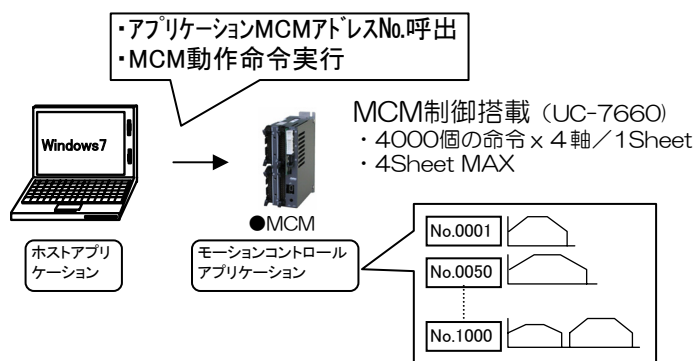 ・アプリケーションMCMアドレスNo.呼出
・MCM動作命令実行
MCM制御搭載（UC-7660）
・4000個の命令x4軸／1Sheet
・4Sheet MAX
Windows7
●MCM
ホストアプリ
ケーション
モーションコントロール
アプリケーション
No.0001
No.0050
No.1000